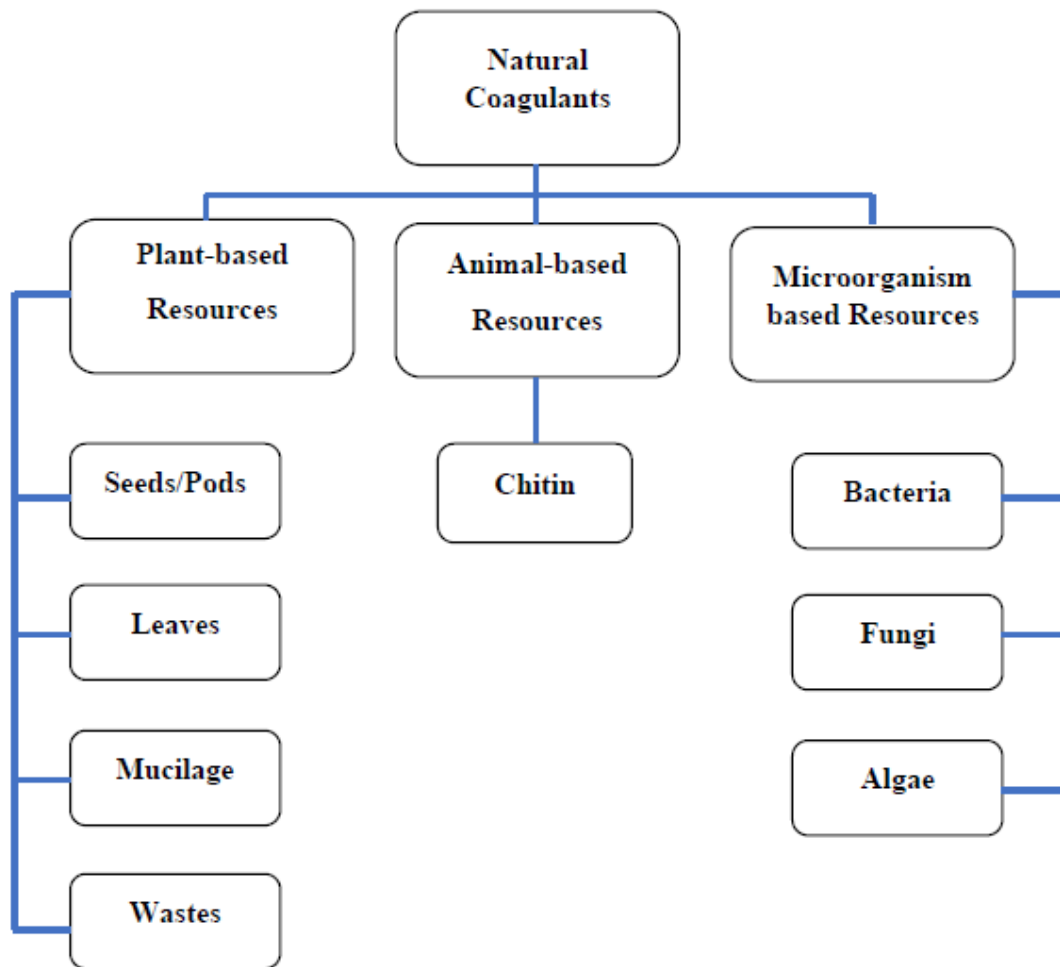 Natural
Coagulants
Plant-based
Resources
Animal-based
Resources
Microorganism
based Resources
Seeds/Pods
Chitin
Bacteria
Leaves
Fungi
Mucilage
Algae
Wastes